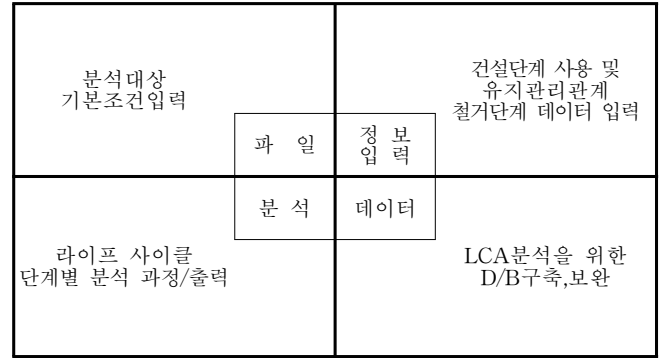 분석대상
기본조건입력
건설단계 사용 및
유지관리관계
철거단계 데이터 입력
파 일
정 보
입 력
분 석
데이터
라이프 사이클
단계별 분석 과정/출력
LCA분석을 위한
D/B구축,보완